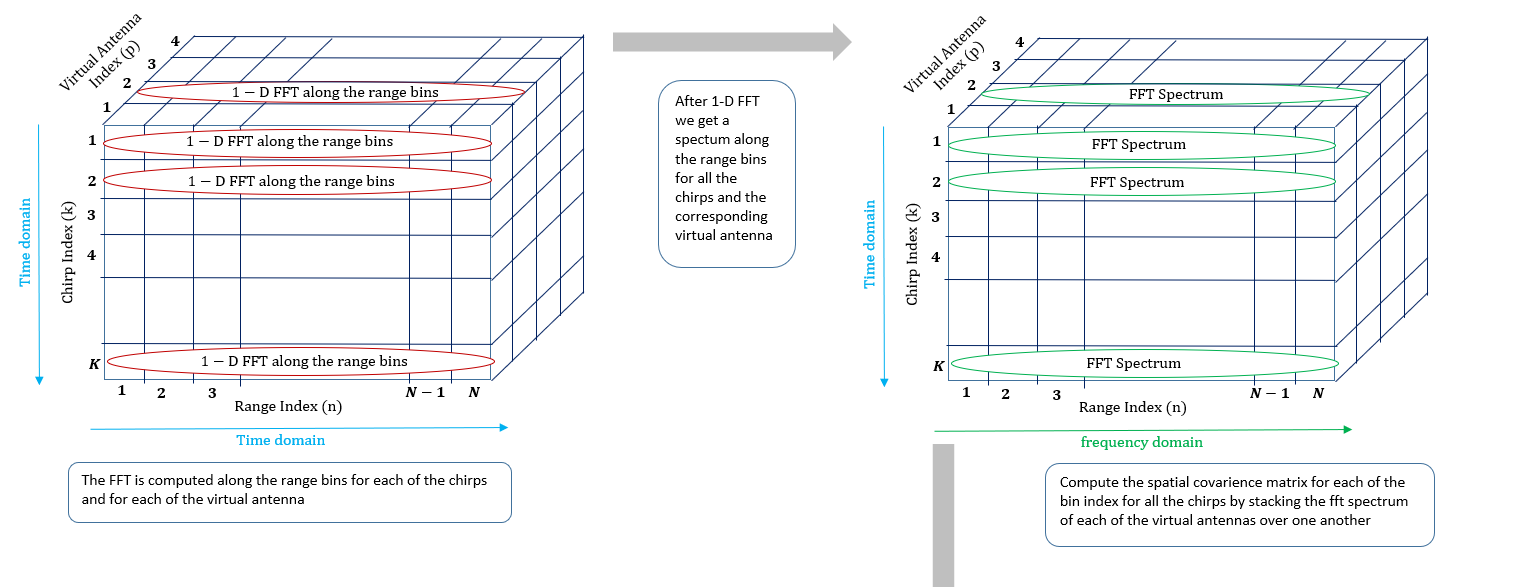 Virtual Antenna
Index (p)
4
3
2
1
1 – D FFT along the range bins
1
1 – D FFT along the range bins
2
1 – D FFT along the range bins
3
4
K
1 – D FFT along the range bins
Time domain
Chirp Index (k)
1
2
3
N – 1
N
Range Index (n)
Time domain
The FFT is computed along the range bins for each of the chirps
and for each of the virtual antenna
After 1-D FFT
we get a
spectum along
the range bins
for all the
chirps and the
corresponding
virtual antenna
Virtual Antenna
Index (p)
4
3
2
1
FFT Spectrum
1
FFT Spectrum
2
FFT Spectrum
3
4
K
FFT Spectrum
Time domain
Chirp Index (k)
1
2
3
N – 1
N
Range Index (n)
frequency domain
Compute the spatial covarience matrix for each of the
bin index for all the chirps by stacking the fft spectrum
of each of the virtual antennas over one another